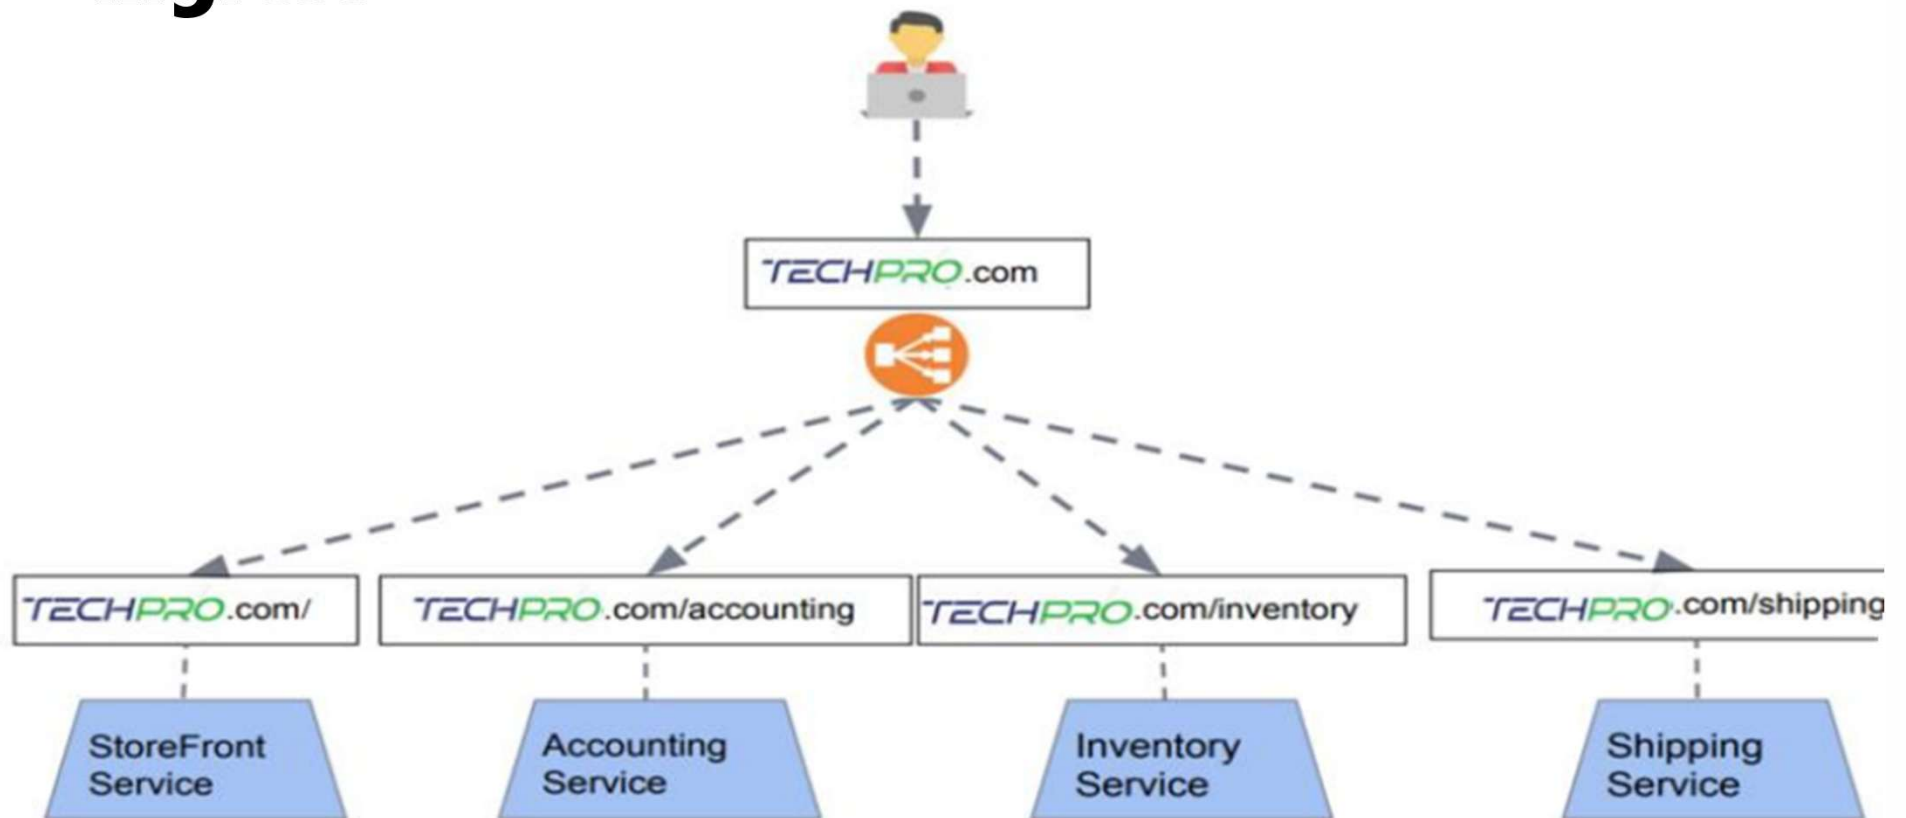 TECHPRO.com
TECHPRO.com/
TECHPRO.com/accounting
TECHPRO.com/inventory
TECHPRO.com/shipping
StoreFront
Service
Accounting
Service
Inventory
Service
Shipping
Service